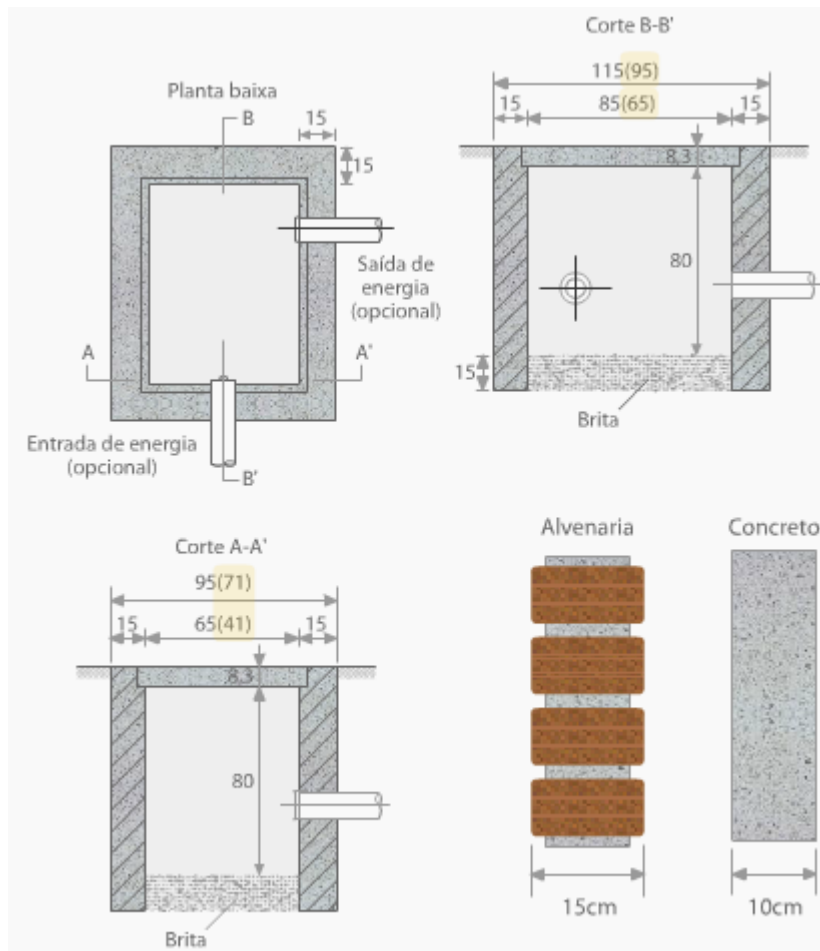 Planta baixa
B
15
15
Saída de
energia
(opcional)
A
A'
Entrada de energia
(opcional)
B'
Corte B-B'
115(95)
15
85(65)
15
8,3
80
15
Brita
Corte A-A'
95(71)
15
65(41)
15
8,3
80
Brita
Alvenaria
15cm
Concreto
10cm